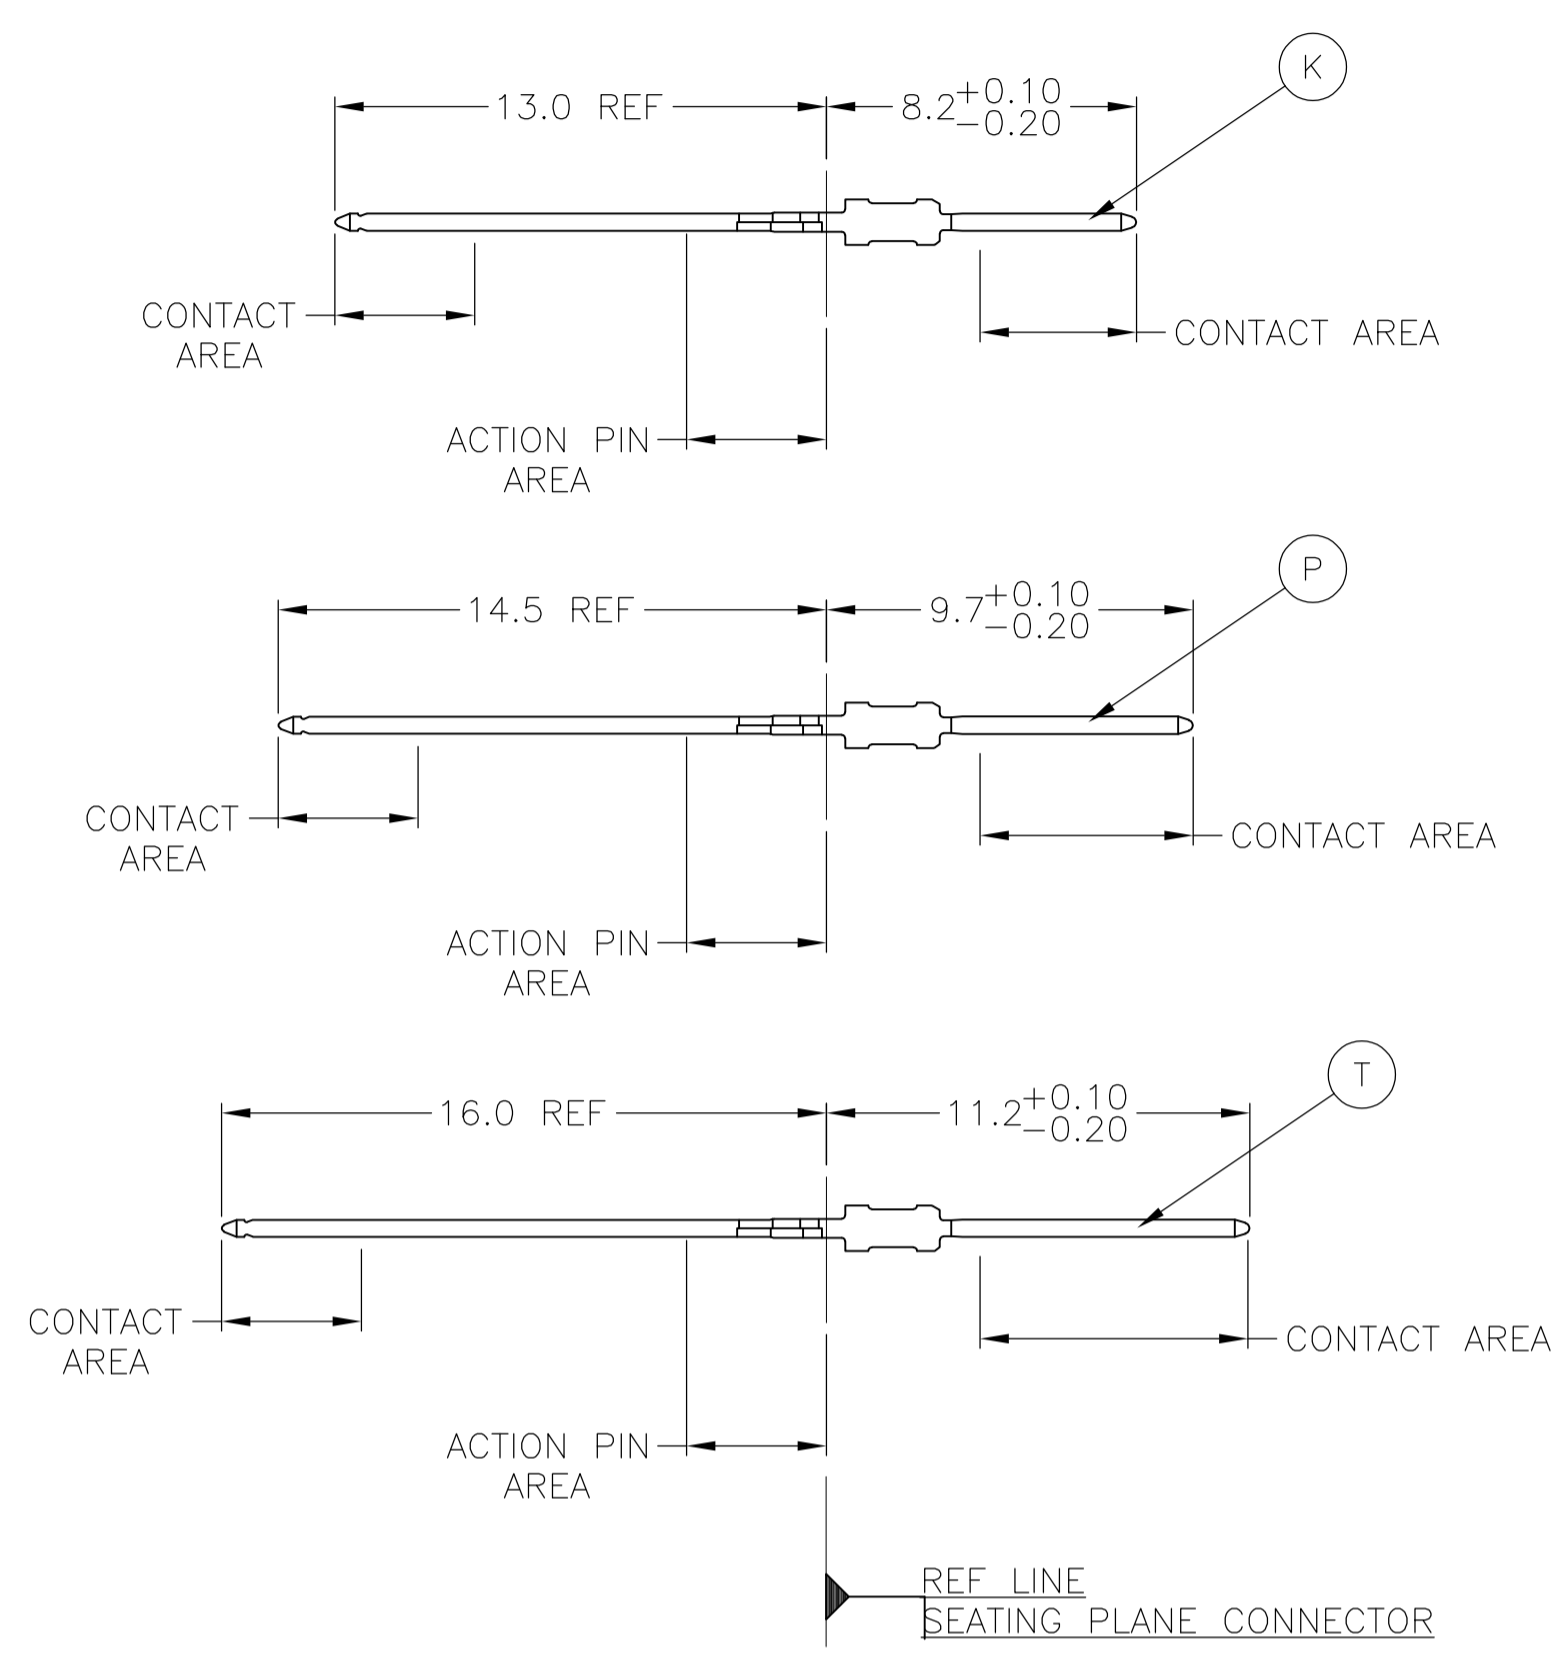 K
13.0 REF
8.2 +0.10
-0.20
CONTACT
AREA
CONTACT AREA
ACTION PIN
AREA
P
14.5 REF
9.7 +0.10
-0.20
CONTACT
AREA
CONTACT AREA
ACTION PIN
AREA
T
16.0 REF
11.2 +0.10
-0.20
CONTACT
AREA
CONTACT AREA
ACTION PIN
AREA
REF LINE
SEATING PLANE CONNECTOR